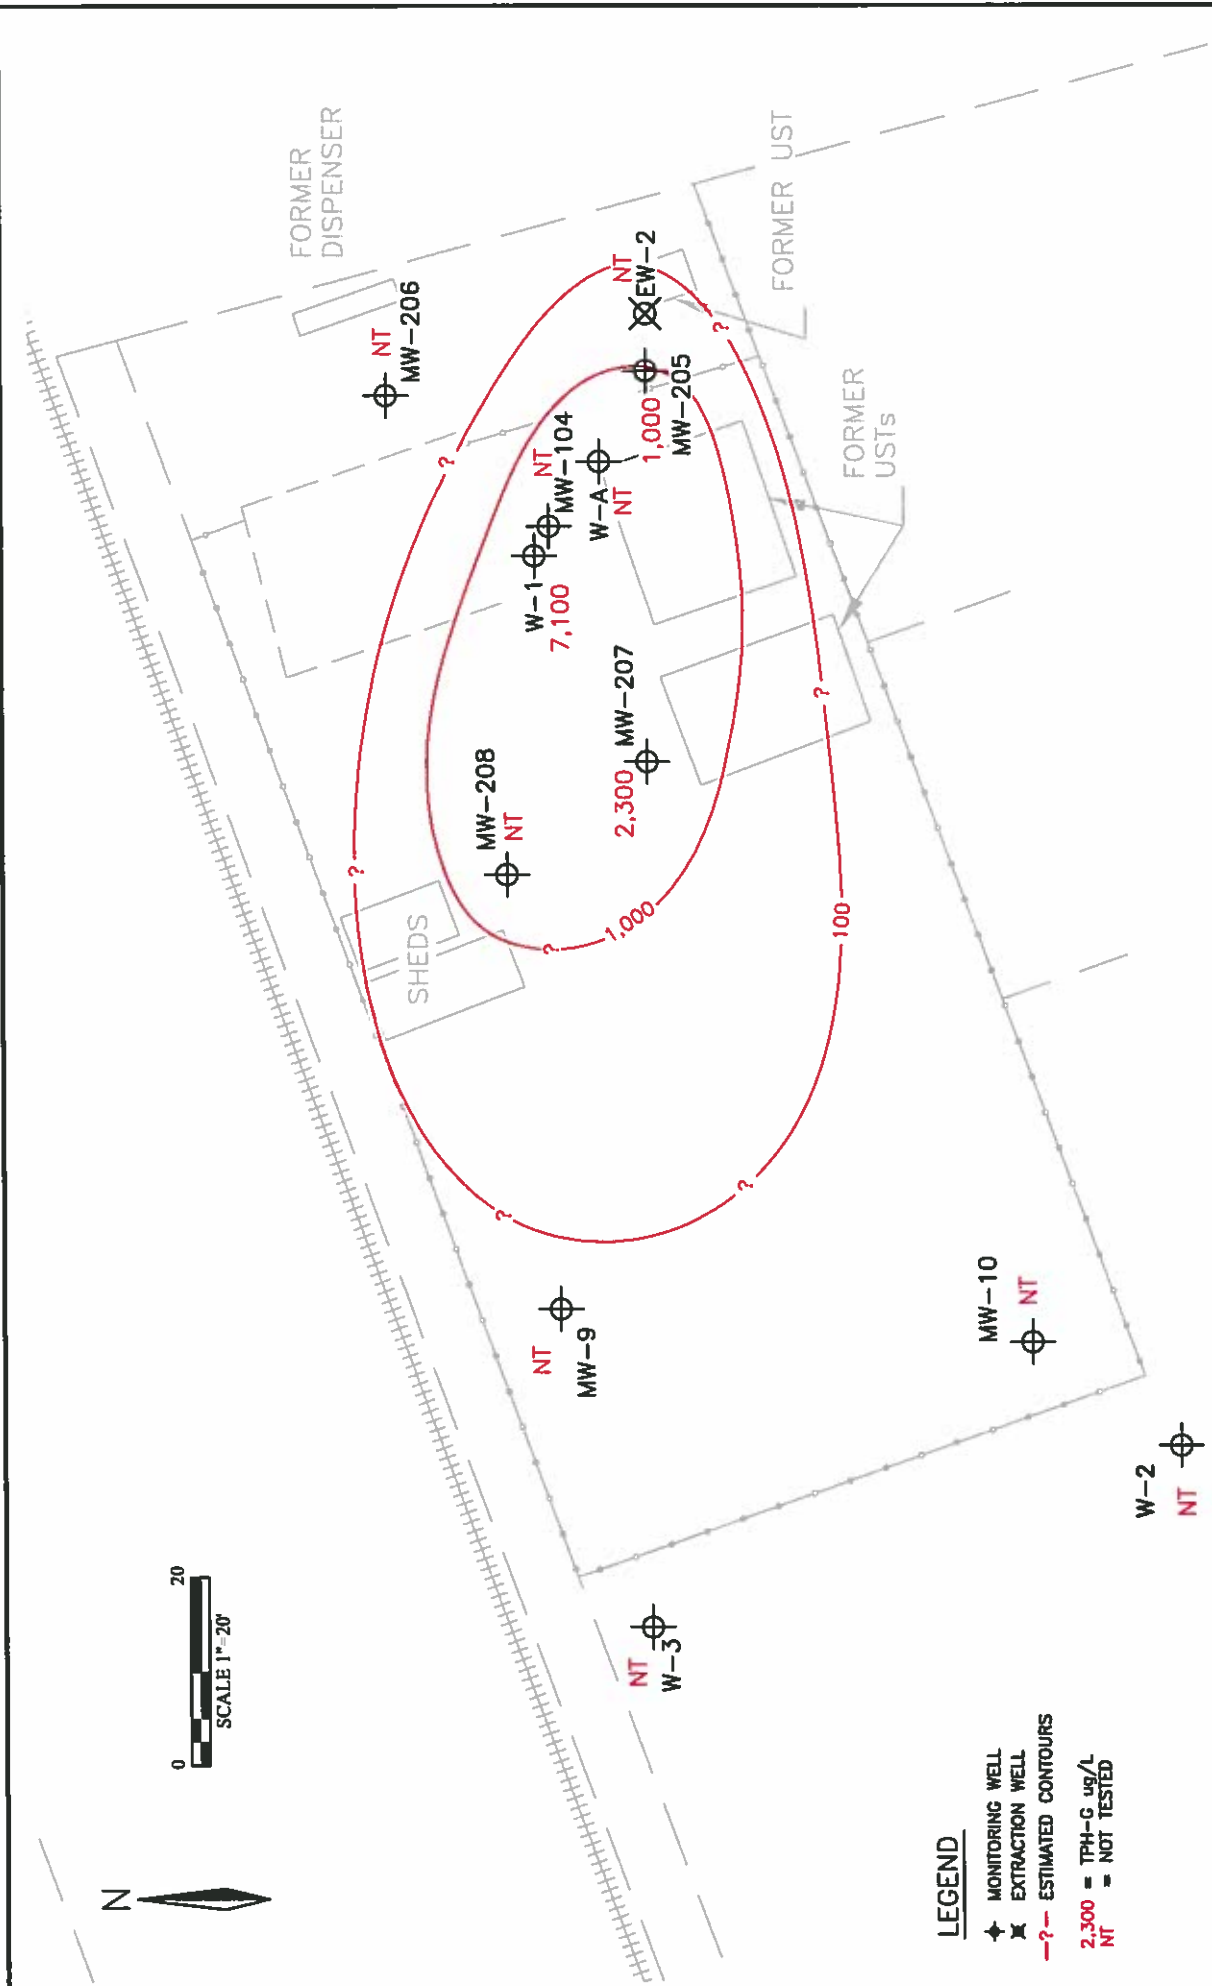 N
0
20
SCALE 1"=20'
FORMER
DISPENSER
NT
MW-206
FORMER UST
NT
EW-2
1,000
MW-205
NT
MW-104
W-A
NT
W-1
7,100
FORMER
USTs
MW-207
2,300
MW-208
NT
SHEDS
?
?
?
?
?
?
?
1,000
100
NT
MW-9
MW-10
NT
W-2
NT
NT
W-3
LEGEND
MONITORING WELL
EXTRACTION WELL
—?— ESTIMATED CONTOURS
2,300 = TPH-G ug/L
NT = NOT TESTED